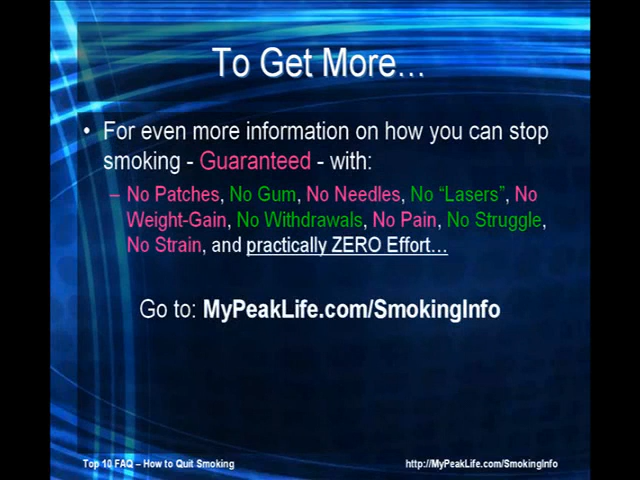 To Get More…
• For even more information on how you can stop
smoking - Guaranteed - with:
– No Patches, No Gum, No Needles, No “Lasers”, No
Weight-Gain, No Withdrawals, No Pain, No Struggle,
No Strain, and practically ZERO Effort…
Go to: MyPeakLife.com/SmokingInfo
Top 10 FAQ – How to Quit Smoking
http://MyPeakLife.com/SmokingInfo